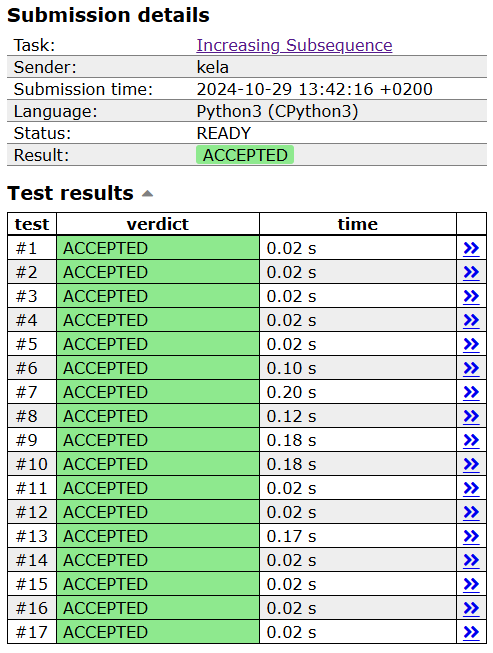 Submission details
Task: Increasing Subsequence
Sender: kela
Submission time: 2024-10-29 13:42:16 +0200
Language: Python3 (CPython3)
Status: READY
Result: ACCEPTED
Test results
test verdict time
#1 ACCEPTED 0.02 s »
#2 ACCEPTED 0.02 s »
#3 ACCEPTED 0.02 s »
#4 ACCEPTED 0.02 s »
#5 ACCEPTED 0.02 s »
#6 ACCEPTED 0.10 s »
#7 ACCEPTED 0.20 s »
#8 ACCEPTED 0.12 s »
#9 ACCEPTED 0.18 s »
#10 ACCEPTED 0.18 s »
#11 ACCEPTED 0.02 s »
#12 ACCEPTED 0.02 s »
#13 ACCEPTED 0.17 s »
#14 ACCEPTED 0.02 s »
#15 ACCEPTED 0.02 s »
#16 ACCEPTED 0.02 s »
#17 ACCEPTED 0.02 s »